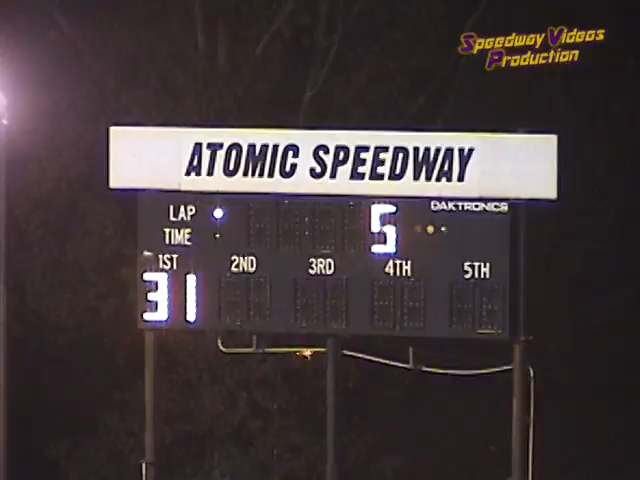 Speedway Videos
Production
ATOMIC SPEEDWAY
LAP
TIME
5
DAKTRONICS
1ST 2ND 3RD 4TH 5TH
31